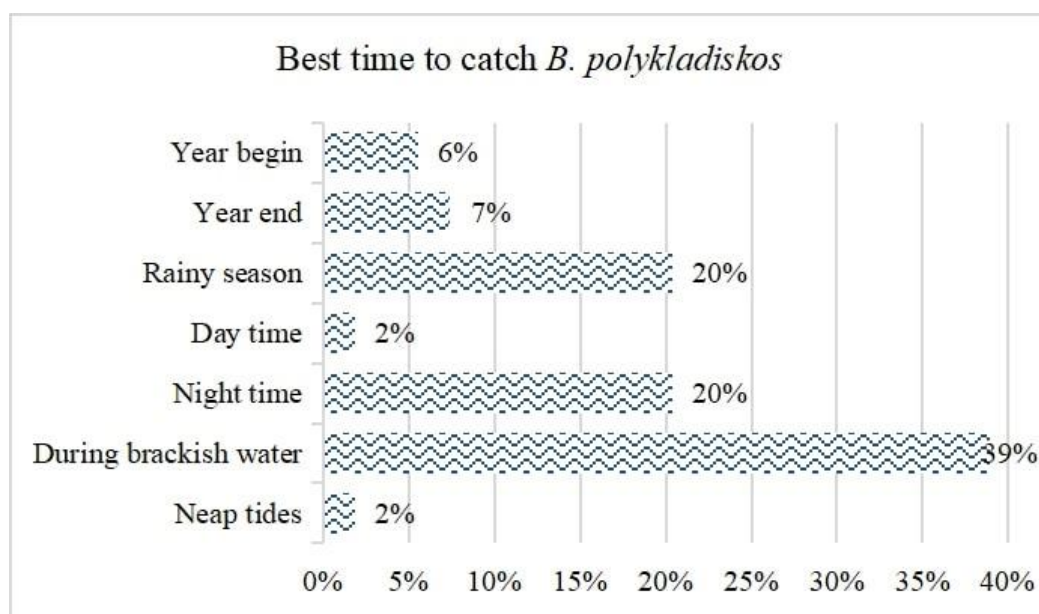 Best time to catch B. polykladiskos
Year begin 6%
Year end 7%
Rainy season 20%
Day time 2%
Night time 20%
During brackish water 39%
Neap tides 2%
0% 5% 10% 15% 20% 25% 30% 35% 40%